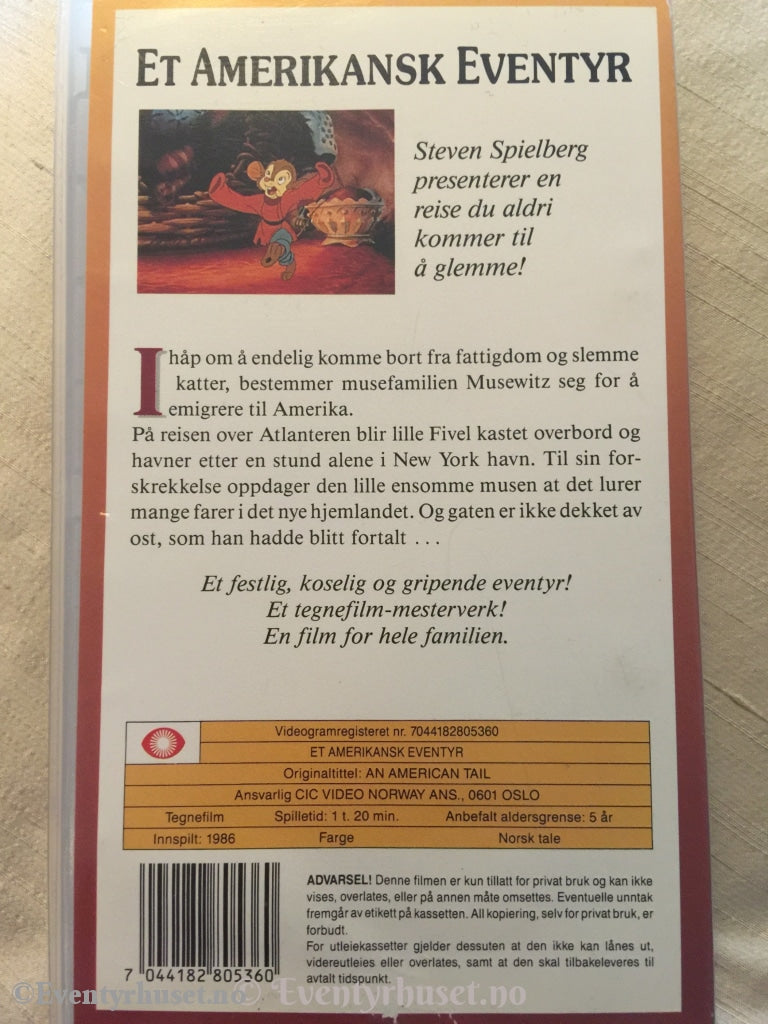 ET AMERIKANSK EVENTYR
Steven Spielberg
presenterer en
reise du aldri
kommer til
å glemme!
I håp om å endelig komme bort fra fattigdom og slemme
katter, bestemmer musefamilien Musewitz seg for å
emigrere til Amerika.
På reisen over Atlanteren blir lille Fivel kastet overbord og
havner etter en stund alene i New York havn. Til sin for-
skrekkelse oppdager den lille ensomme musen at det lurer
mange farer i det nye hjemlandet. Og gaten er ikke dekket av
ost, som han hadde blitt fortalt ...
Et festlig, koselig og gripende eventyr!
Et tegnefilm-mesterverk!
En film for hele familien.
Videogramregisteret nr. 7044182805360
ET AMERIKANSK EVENTYR
Originaltittel: AN AMERICAN TAIL
Ansvarlig CIC VIDEO NORWAY ANS., 0601 OSLO
Tegnefilm Spilletid: 1 t. 20 min. Anbefalt aldersgrense: 5 år
Innspilt: 1986 Farge Norsk tale
ADVARSEL! Denne filmen er kun tillatt for privat bruk og kan ikke
vises, overlates, eller på annen måte omsettes. Eventuelle unntak
fremgår av etikett på kassetten. All kopiering, selv for privat bruk, er
forbudt.
For utleiekassetter gjelder dessuten at den ikke kan lånes ut,
videreutleies eller overlates, samt at den skal tilbakeleveres til
avtalt tidspunkt.
7 044182 805360
©Eventyrhuset.no © Eventyrhuset.no